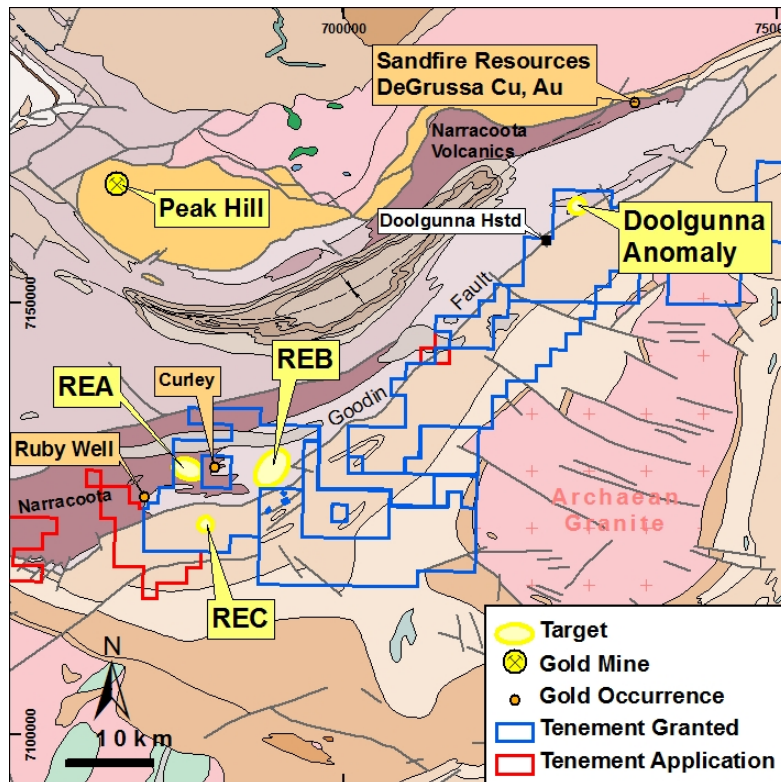 700000
7500
Sandfire Resources
DeGrussa Cu, Au
Narracoota
Volcanics
Peak Hill
Doolgunna Hstd
Doolgunna
Anomaly
7150000
Fault
REB
REA
Curley
Goodin
Ruby Well
Narracoota
Archaean
Granite
REC
N
10 km
7100000
Target
Gold Mine
Gold Occurrence
Tenement Granted
Tenement Application